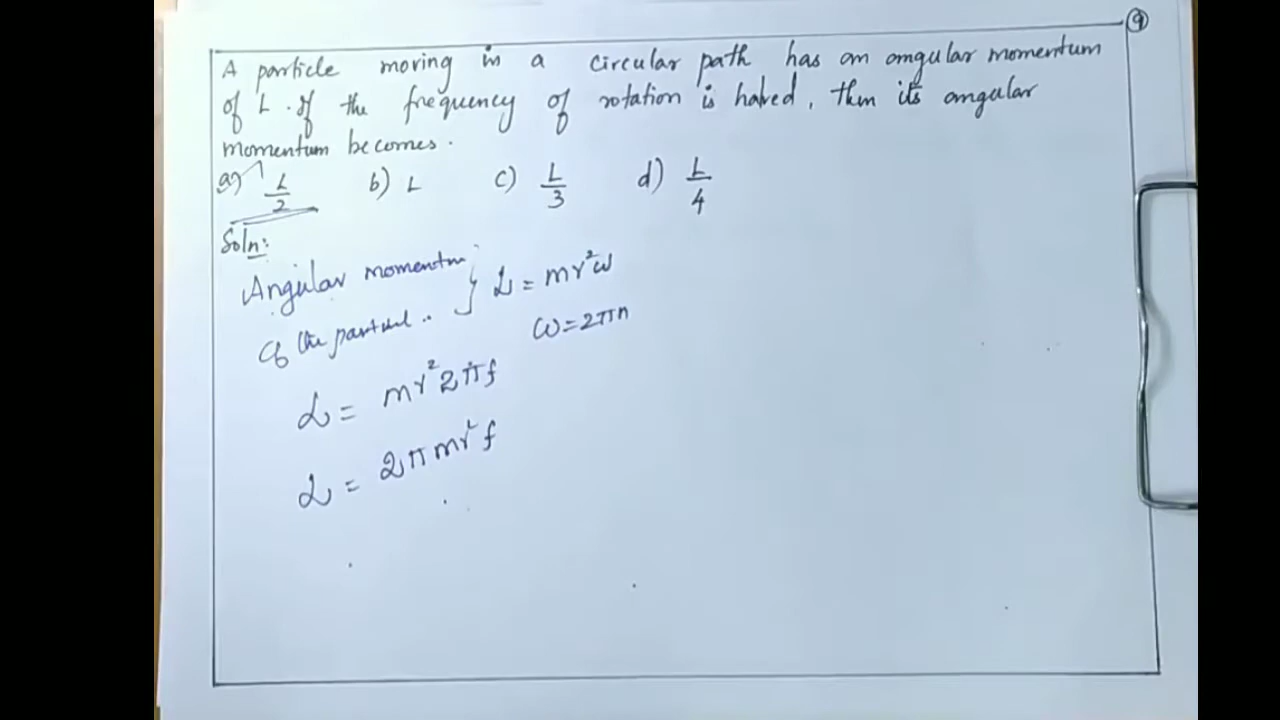 9
A particle moving in a circular path has an angular momentum
of L. If the frequency of rotation is halved, then its angular
momentum becomes.
a) L/2 b) L c) L/3 d) L/4
Soln:
Angular momentum } L = mr²ω
of the particle..
ω = 2πn
L = mr²2πf
L = 2πmr²f